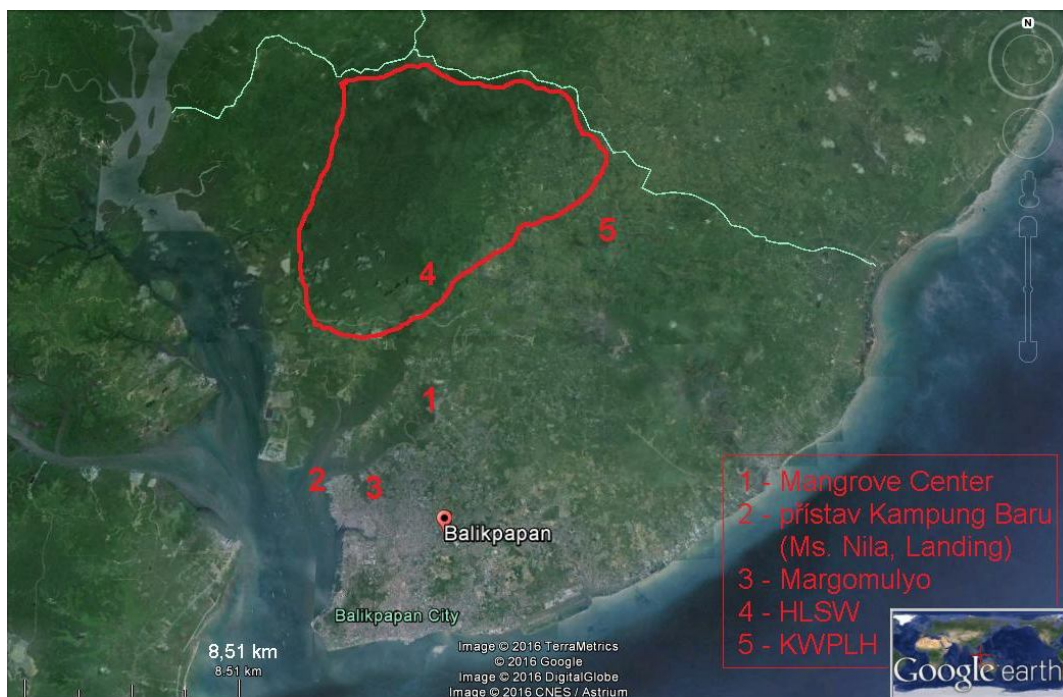 N
4
5
1
2
3
Balikpapan
Balikpapan City
8,51 km
8.51 km
Image © 2016 TerraMetrics
© 2016 Google
Image © 2016 DigitalGlobe
Image © 2016 CNES / Astrium
1 - Mangrove Center
2 - přístav Kampung Baru
(Ms. Nila, Landing)
3 - Margomulyo
4 - HLSW
5 - KWPLH
Google earth